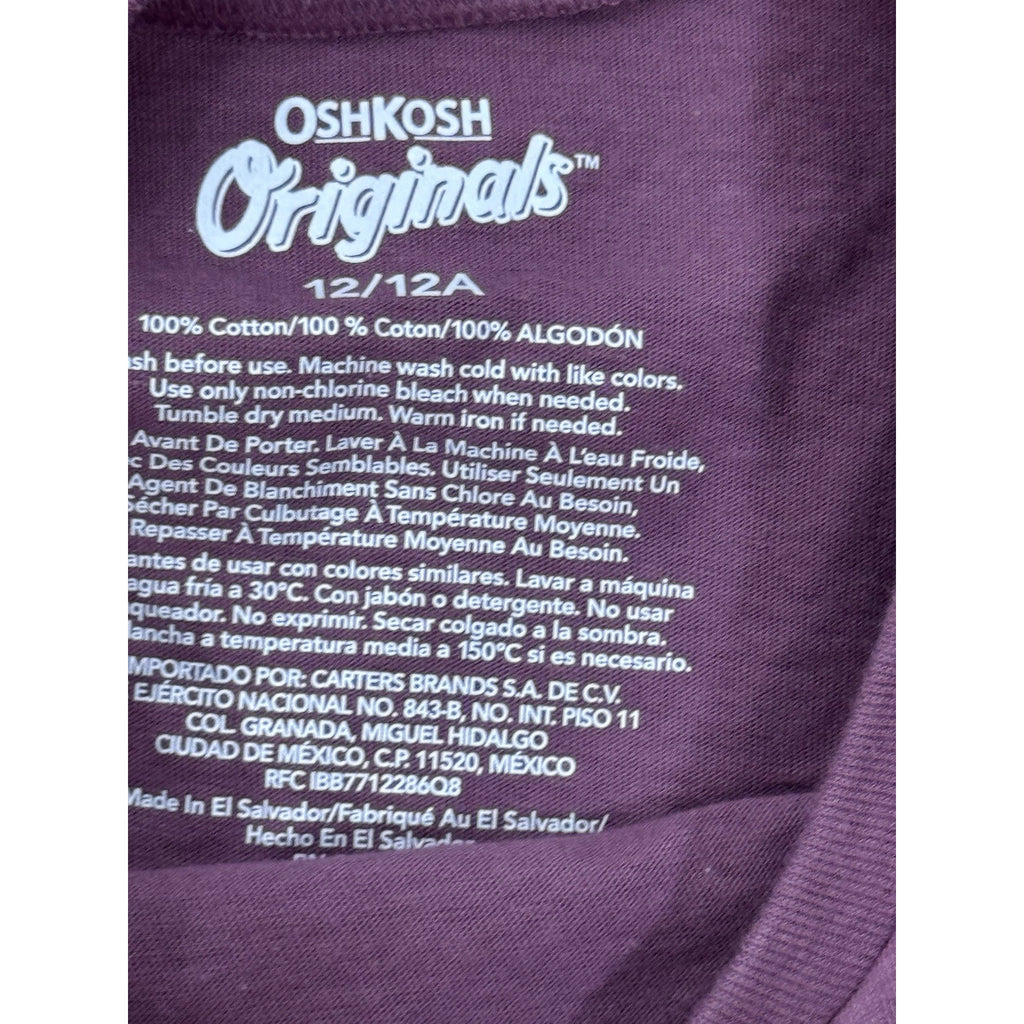 OSHKOSH
Originals™
12/12A
100% Cotton/100 % Coton/100% ALGODÓN
before use. Machine wash cold with like colors.
Use only non-chlorine bleach when needed.
Tumble dry medium. Warm iron if needed.
Avant De Porter. Laver À La Machine À L'eau Froide,
Des Couleurs Semblables. Utiliser Seulement Un
Agent De Blanchiment Sans Chlore Au Besoin,
Sécher Par Culbutage À Température Moyenne.
Repasser À Température Moyenne Au Besoin.
antes de usar con colores similares. Lavar a máquina
agua fría a 30°C. Con jabón o detergente. No usar
No exprimir. Secar colgado a la sombra.
a temperatura media a 150°C si es necesario.
IMPORTADO POR: CARTERS BRANDS S.A. DE C.V.
EJÉRCITO NACIONAL NO. 843-B, NO. INT. PISO 11
COL. GRANADA, MIGUEL HIDALGO
CIUDAD DE MÉXICO, C.P. 11520, MÉXICO
RFC IBB7712286Q8
Made In El Salvador/Fabriqué Au El Salvador/
Hecho En El Salvador